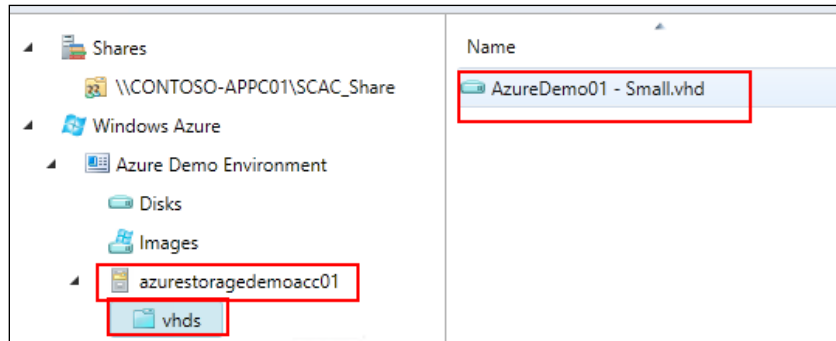 Shares
\\CONTOSO-APPC01\SCAC_Share
Windows Azure
Azure Demo Environment
Disks
Images
azurestoragedemoacc01
vhds
Name
AzureDemo01 - Small.vhd